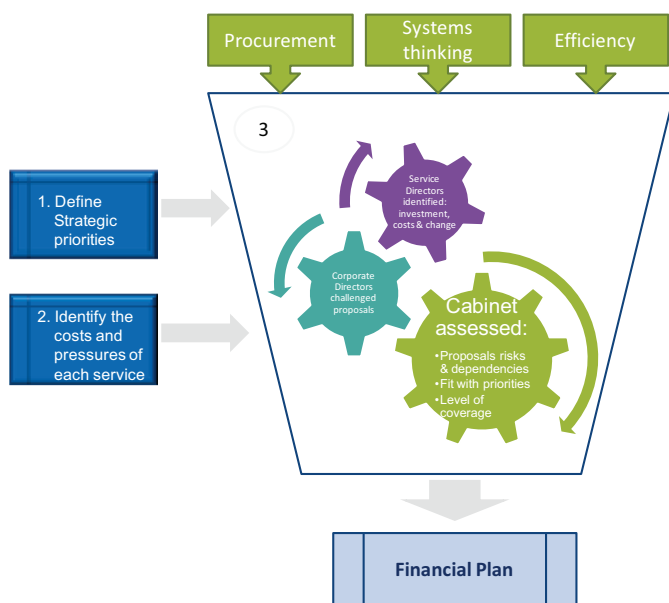 Procurement
Systems
thinking
Efficiency
3
1. Define
Strategic
priorities
2. Identify the
costs and
pressures of
each service
Service
Directors
identified:
investment,
costs & change
Corporate
Directors
challenged
proposals
Cabinet
assessed:
•Proposals risks
& dependencies
•Fit with priorities
•Level of
coverage
Financial Plan